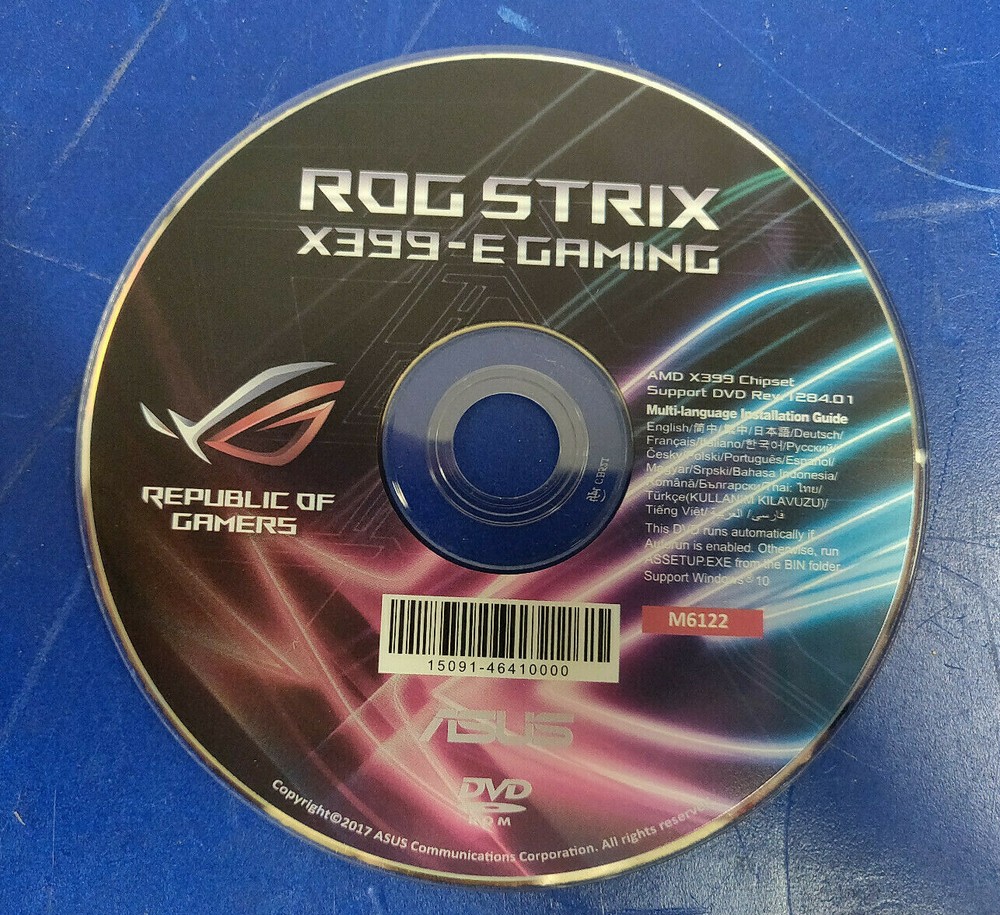 ROG STRIX
X399-E GAMING
REPUBLIC OF
GAMERS
AMD X399 Chipset
Support DVD Rev.1284.01
Multi-language Installation Guide
English/简中/繁中/日本語/Deutsch/
Français/Italiano/한국어/Русский/
Česky/Polski/Português/Español/
Magyar/Srpski/Bahasa Indonesia/
Română/Български/Thai: ไทย/
Türkçe(KULLANIM KILAVUZU)/
Tiếng Việt/العربية/ فارسی
This DVD runs automatically if
Autorun is enabled. Otherwise, run
ASSETUP.EXE from the BIN folder.
Support Windows® 10
M6122
15091-46410000
ASUS
DVD
ROM
Copyright©2017 ASUS Communications Corporation. All rights reserved.